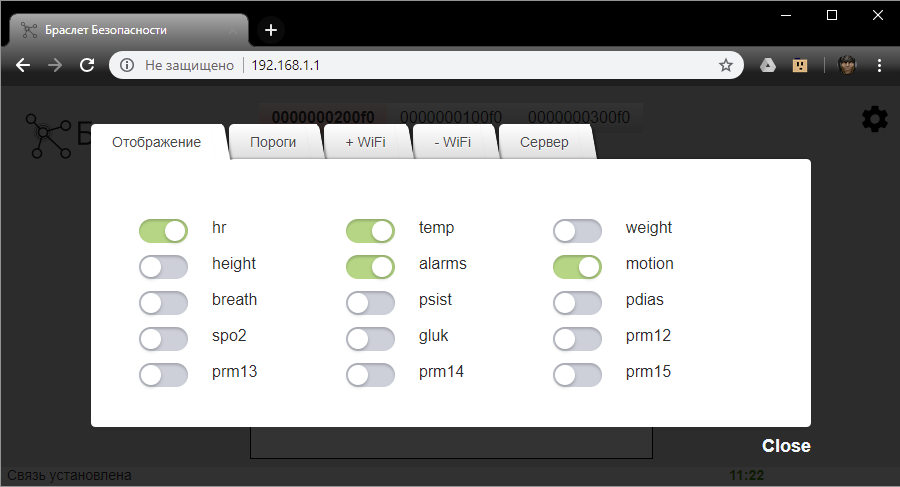 Браслет Безопасности
Не защищено 192.168.1.1
0000000200f0 0000000100f0 0000000300f0
Б
Отображение Пороги + WiFi - WiFi Сервер
hr temp weight
height alarms motion
breath psist pdias
spo2 gluk prm12
prm13 prm14 prm15
Close
Связь установлена 11:22